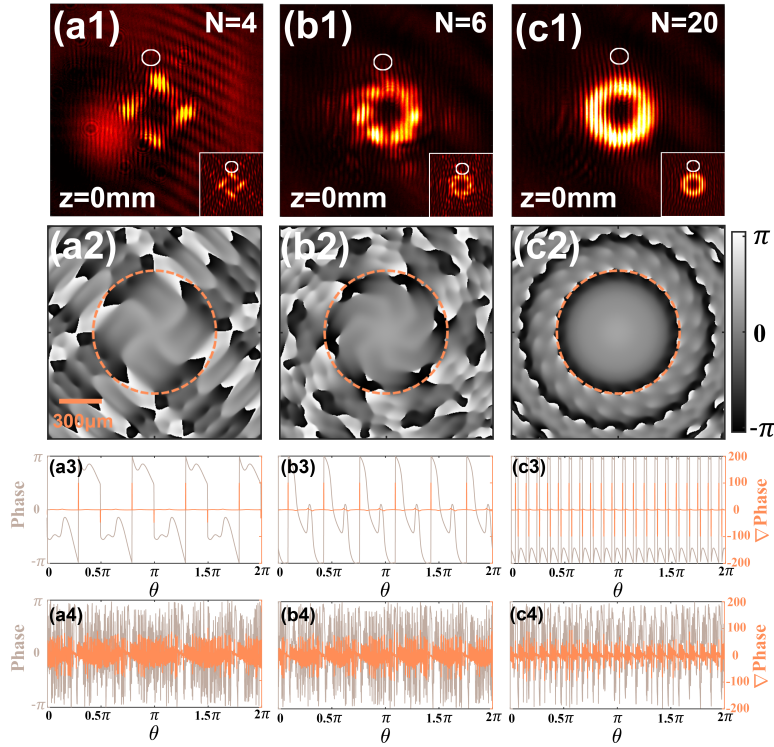 (a1) N=4
z=0mm
(b1) N=6
z=0mm
(c1) N=20
z=0mm
(a2)
300μm
(b2)
(c2)
π
0
-π
(a3)
Phase
π
0
-π
0 0.5π π 1.5π 2π
θ
(b3)
0 0.5π π 1.5π 2π
θ
(c3)
200
100
0
-100
-200
▽Phase
0 0.5π π 1.5π 2π
θ
(a4)
Phase
π
0
-π
0 0.5π π 1.5π 2π
θ
(b4)
0 0.5π π 1.5π 2π
θ
(c4)
200
100
0
-100
-200
▽Phase
0 0.5π π 1.5π 2π
θ